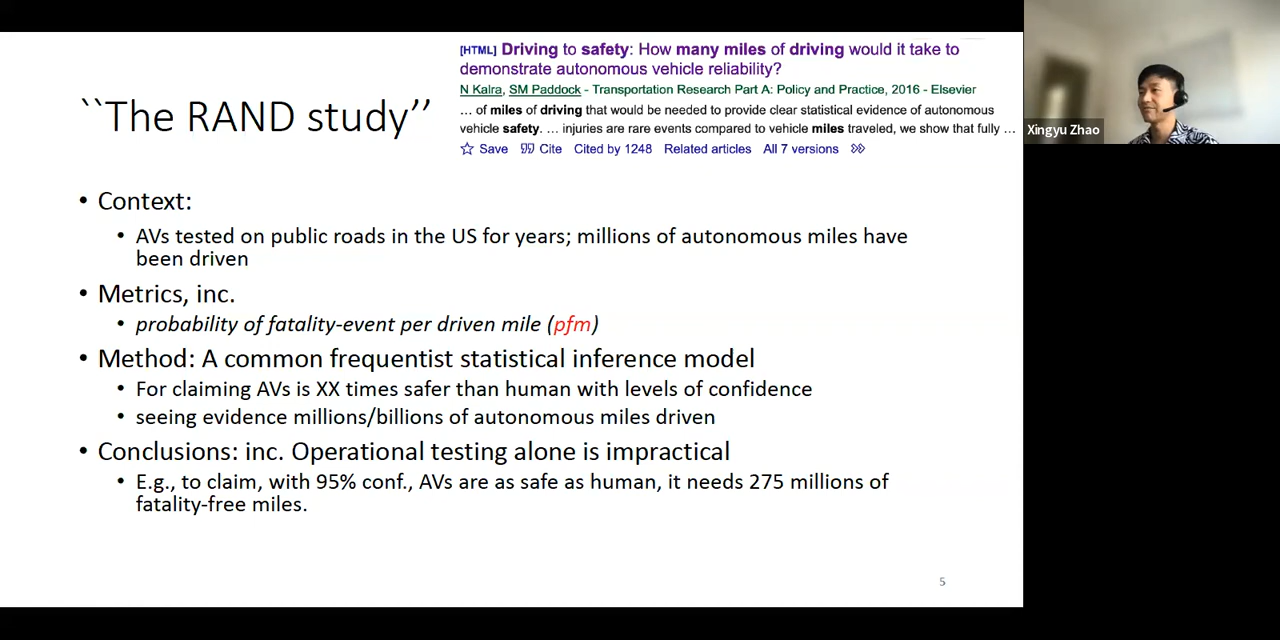 [HTML] Driving to safety: How many miles of driving would it take to
demonstrate autonomous vehicle reliability?
N Kalra, SM Paddock - Transportation Research Part A: Policy and Practice, 2016 - Elsevier
... of miles of driving that would be needed to provide clear statistical evidence of autonomous
vehicle safety. ... injuries are rare events compared to vehicle miles traveled, we show that fully ...
Save Cite Cited by 1248 Related articles All 7 versions
``The RAND study’’
Xingyu Zhao
• Context:
• AVs tested on public roads in the US for years; millions of autonomous miles have
been driven
• Metrics, inc.
• probability of fatality-event per driven mile (pfm)
• Method: A common frequentist statistical inference model
• For claiming AVs is XX times safer than human with levels of confidence
• seeing evidence millions/billions of autonomous miles driven
• Conclusions: inc. Operational testing alone is impractical
• E.g., to claim, with 95% conf., AVs are as safe as human, it needs 275 millions of
fatality-free miles.
5